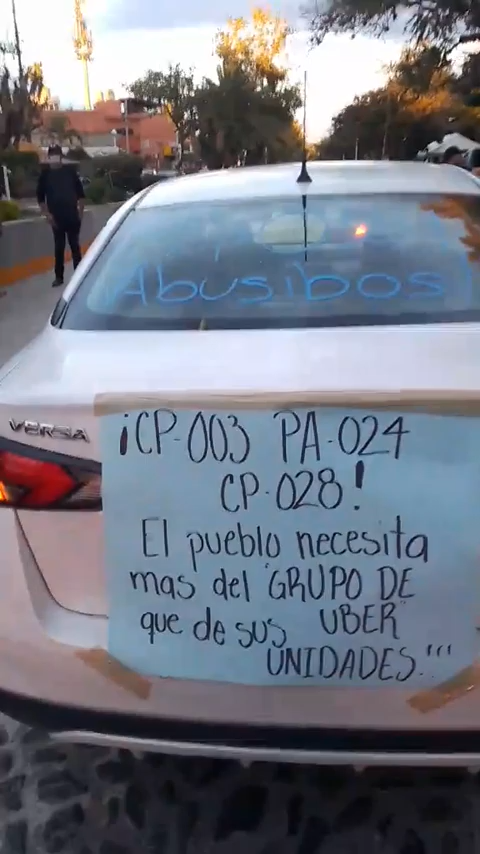 Abusibos
VERSA
¡CP-003 PA-024
CP-028!
El pueblo necesita
mas del "GRUPO DE
UBER"
que de sus
UNIDADES!!!